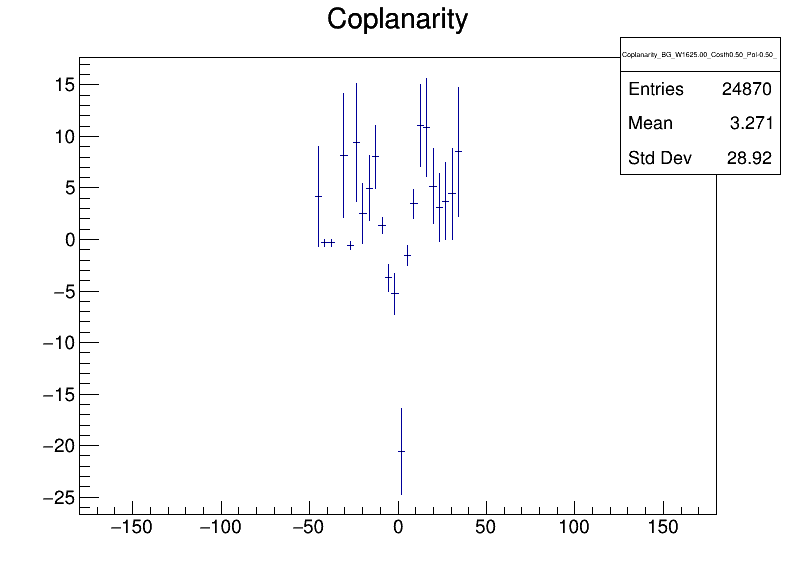 Coplanarity
Coplanarity_BG_W1625.00_Costh0.50_Pol-0.50_
Entries 24870
Mean 3.271
Std Dev 28.92
15
10
5
0
−5
−10
−15
−20
−25
−150 −100 −50 0 50 100 150